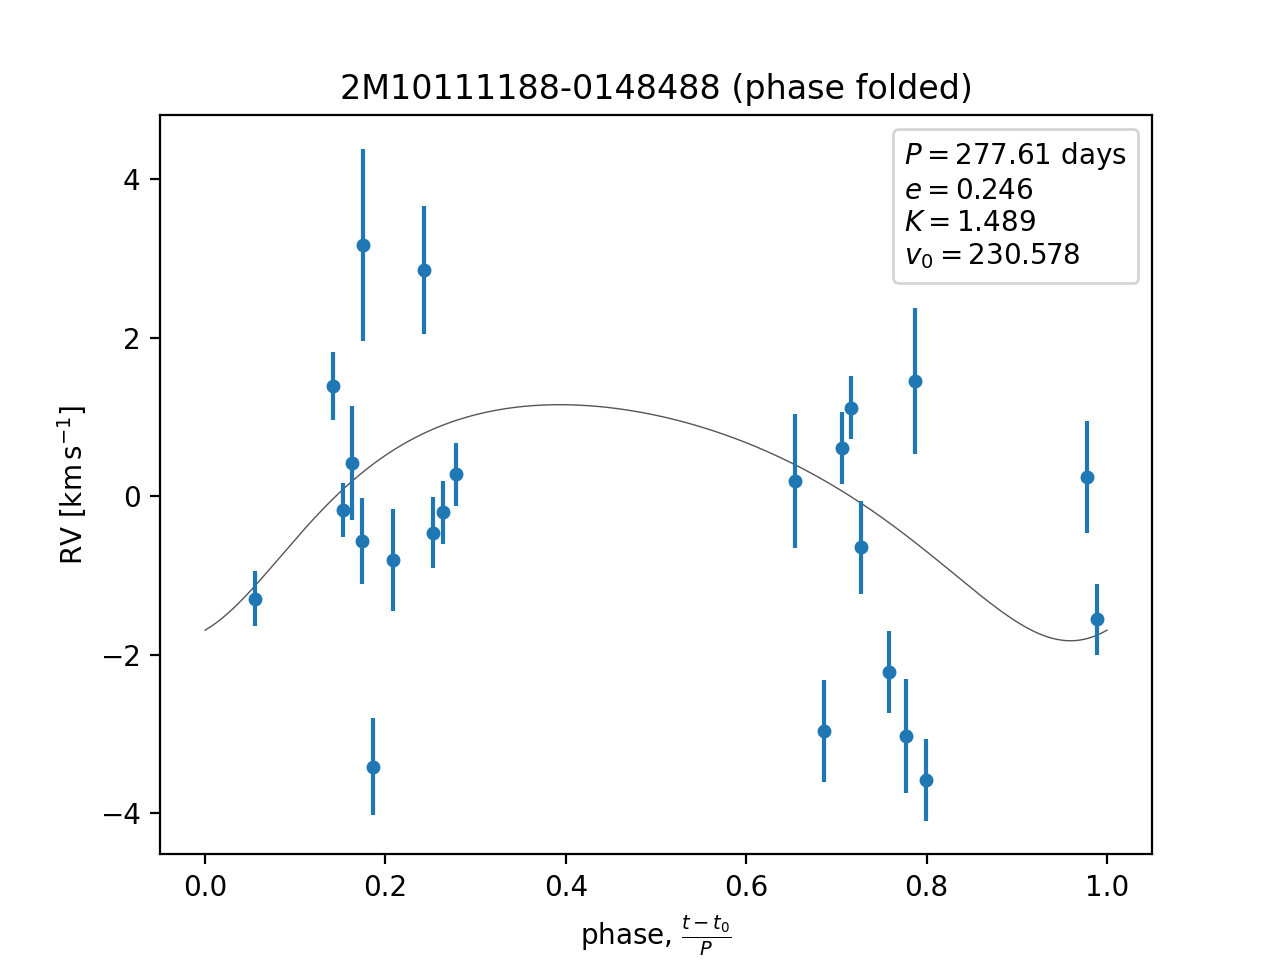 2M10111188-0148488 (phase folded)
P = 277.61 days
e = 0.246
K = 1.489
v₀ = 230.578
4
2
0
−2
−4
RV [km s⁻¹]
0.0 0.2 0.4 0.6 0.8 1.0
phase, (t − t₀)/P